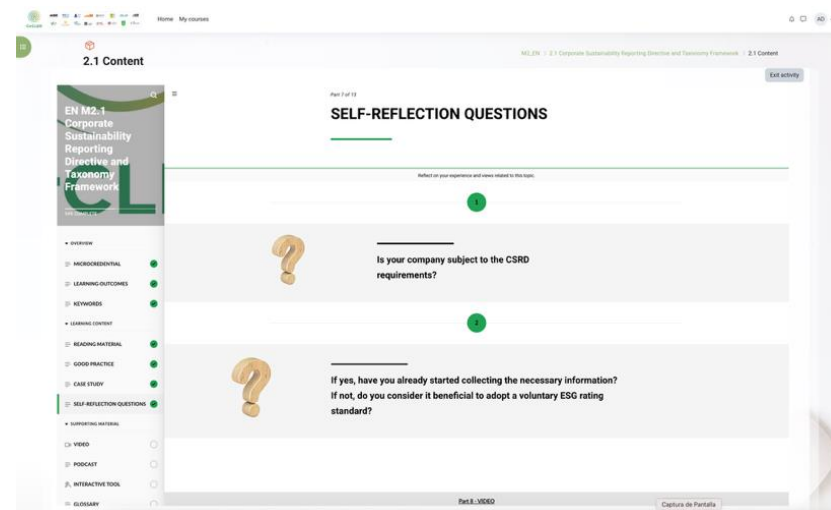 Home My courses
AD
2.1 Content
2.1 Corporate Sustainability Reporting Directive and Taxonomy Framework
2.1 Content
Exit activity
EN M2.1
Corporate
Sustainability
Reporting
Directive and
Taxonomy
Framework
COMPLETE
OVERVIEW
MICROCREDENTIAL
LEARNING OUTCOMES
KEYWORDS
LEARNING CONTENT
READING MATERIAL
GOOD PRACTICE
CASE STUDY
SELF-REFLECTION QUESTIONS
SUPPORTING MATERIAL
VIDEO
PODCAST
INTERACTIVE TOOL
GLOSSARY
Part 7 of 13
SELF-REFLECTION QUESTIONS
Reflect on your experience and views related to this topic.
1
Is your company subject to the CSRD
requirements?
2
If yes, have you already started collecting the necessary information?
If not, do you consider it beneficial to adopt a voluntary ESG rating
standard?
Part 8 - VIDEO
Captura de Pantalla